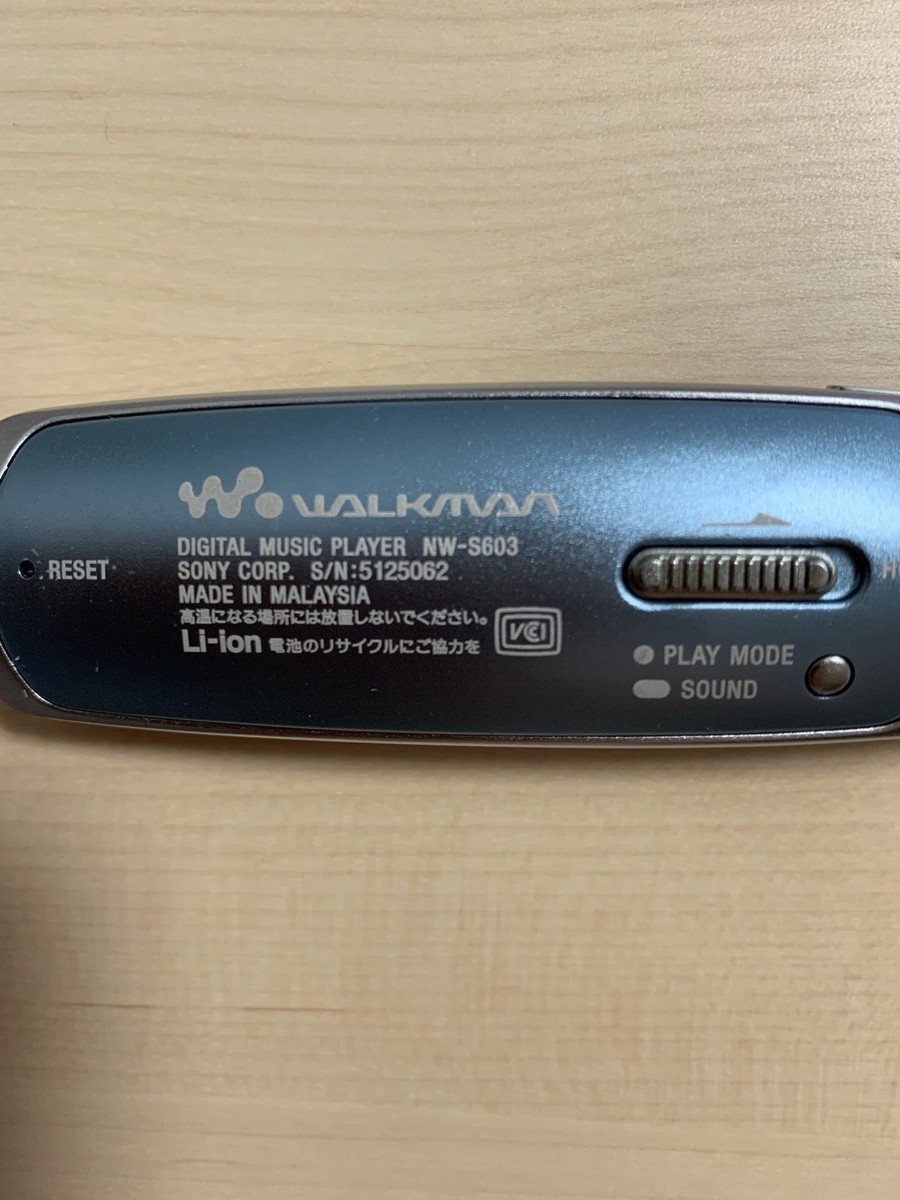 WALKMAN
DIGITAL MUSIC PLAYER NW-S603
SONY CORP. S/N:5125062
MADE IN MALAYSIA
高温になる場所には放置しないでください。
Li-ion 電池のリサイクルにご協力を
VCCI
RESET
PLAY MODE
SOUND